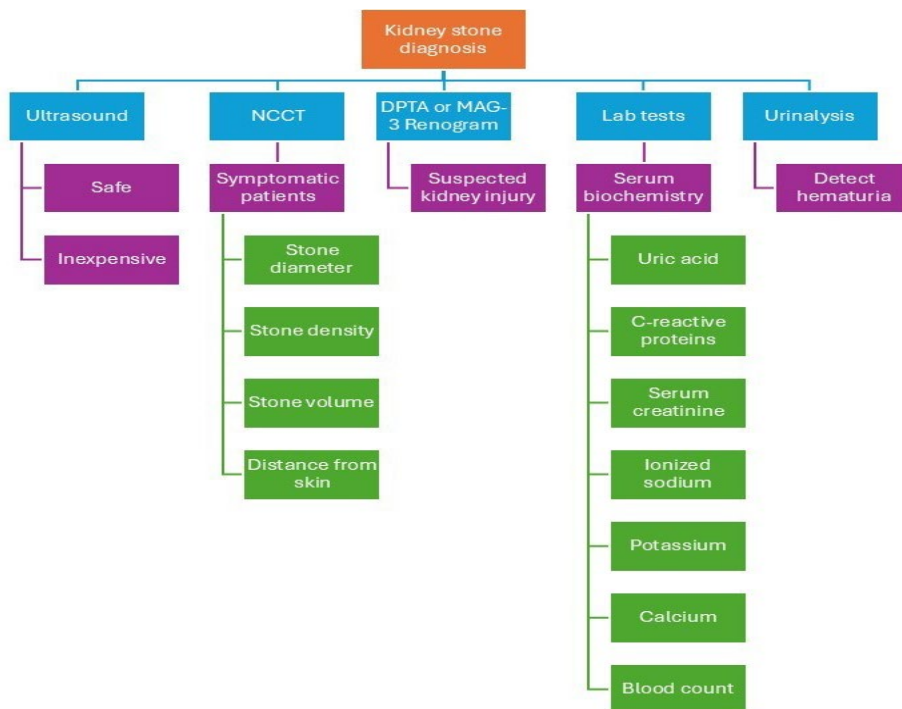 Kidney stone
diagnosis
Ultrasound
NCCT
DPTA or MAG-
3 Renogram
Lab tests
Urinalysis
Safe
Inexpensive
Symptomatic
patients
Stone
diameter
Stone density
Stone volume
Distance from
skin
Suspected
kidney injury
Serum
biochemistry
Uric acid
C-reactive
proteins
Serum
creatinine
Ionized
sodium
Potassium
Calcium
Blood count
Detect
hematuria